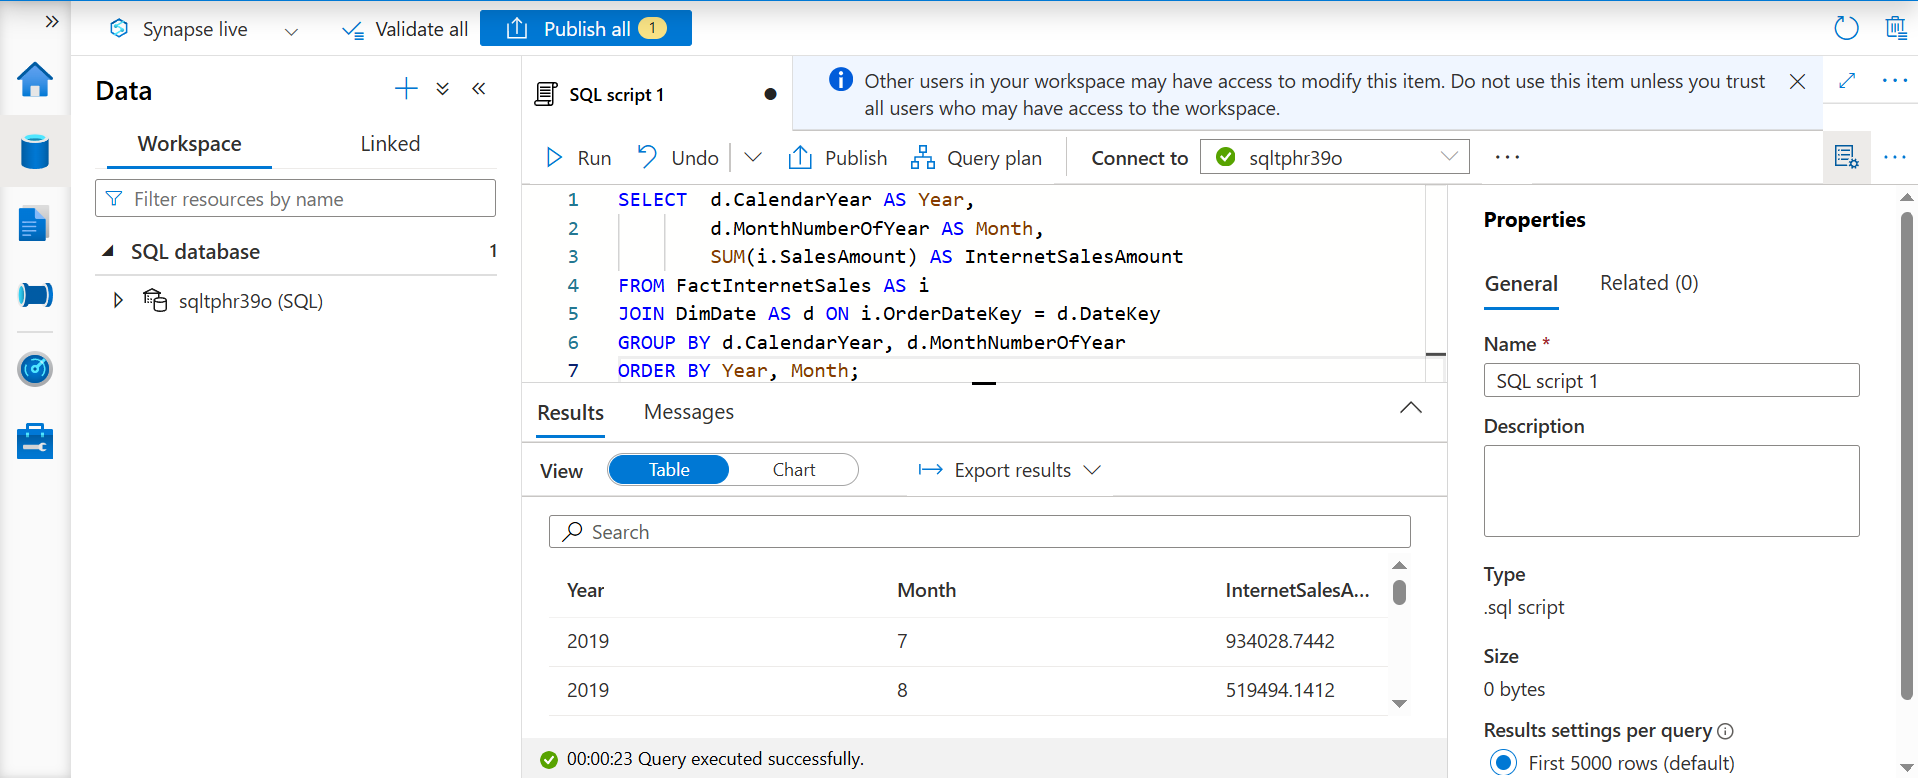 Synapse live
Validate all
Publish all 1
Data
Workspace Linked
Filter resources by name
SQL database 1
sqltphr39o (SQL)
SQL script 1
Other users in your workspace may have access to modify this item. Do not use this item unless you trust
all users who may have access to the workspace.
Run Undo Publish Query plan Connect to sqltphr39o
1 SELECT d.CalendarYear AS Year,
2 d.MonthNumberOfYear AS Month,
3 SUM(i.SalesAmount) AS InternetSalesAmount
4 FROM FactInternetSales AS i
5 JOIN DimDate AS d ON i.OrderDateKey = d.DateKey
6 GROUP BY d.CalendarYear, d.MonthNumberOfYear
7 ORDER BY Year, Month;
Results Messages
View Table Chart Export results
Search
Year Month InternetSalesA...
2019 7 934028.7442
2019 8 519494.1412
00:00:23 Query executed successfully.
Properties
General Related (0)
Name *
SQL script 1
Description
Type
.sql script
Size
0 bytes
Results settings per query
First 5000 rows (default)